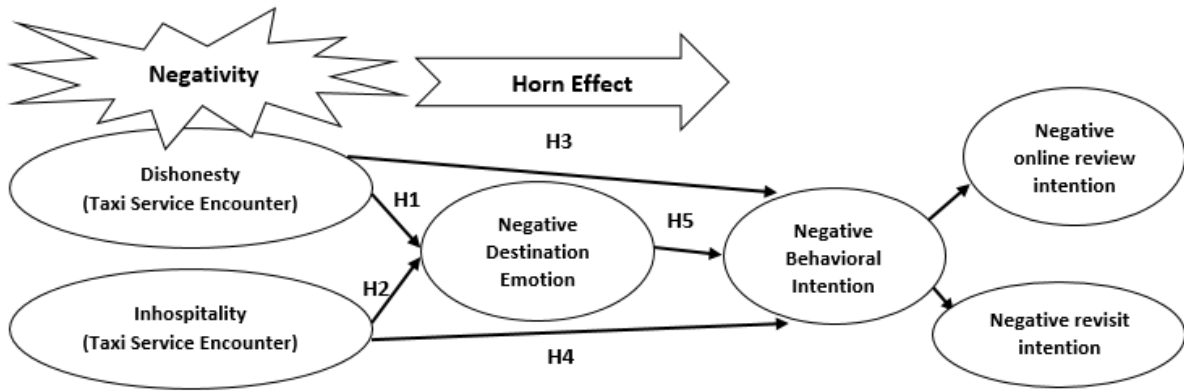 Negativity
Horn Effect
H3
Dishonesty
(Taxi Service Encounter)
H1
Negative
Destination
Emotion
H5
Negative
Behavioral
Intention
Negative
online review
intention
H2
Inhospitality
(Taxi Service Encounter)
H4
Negative revisit
intention